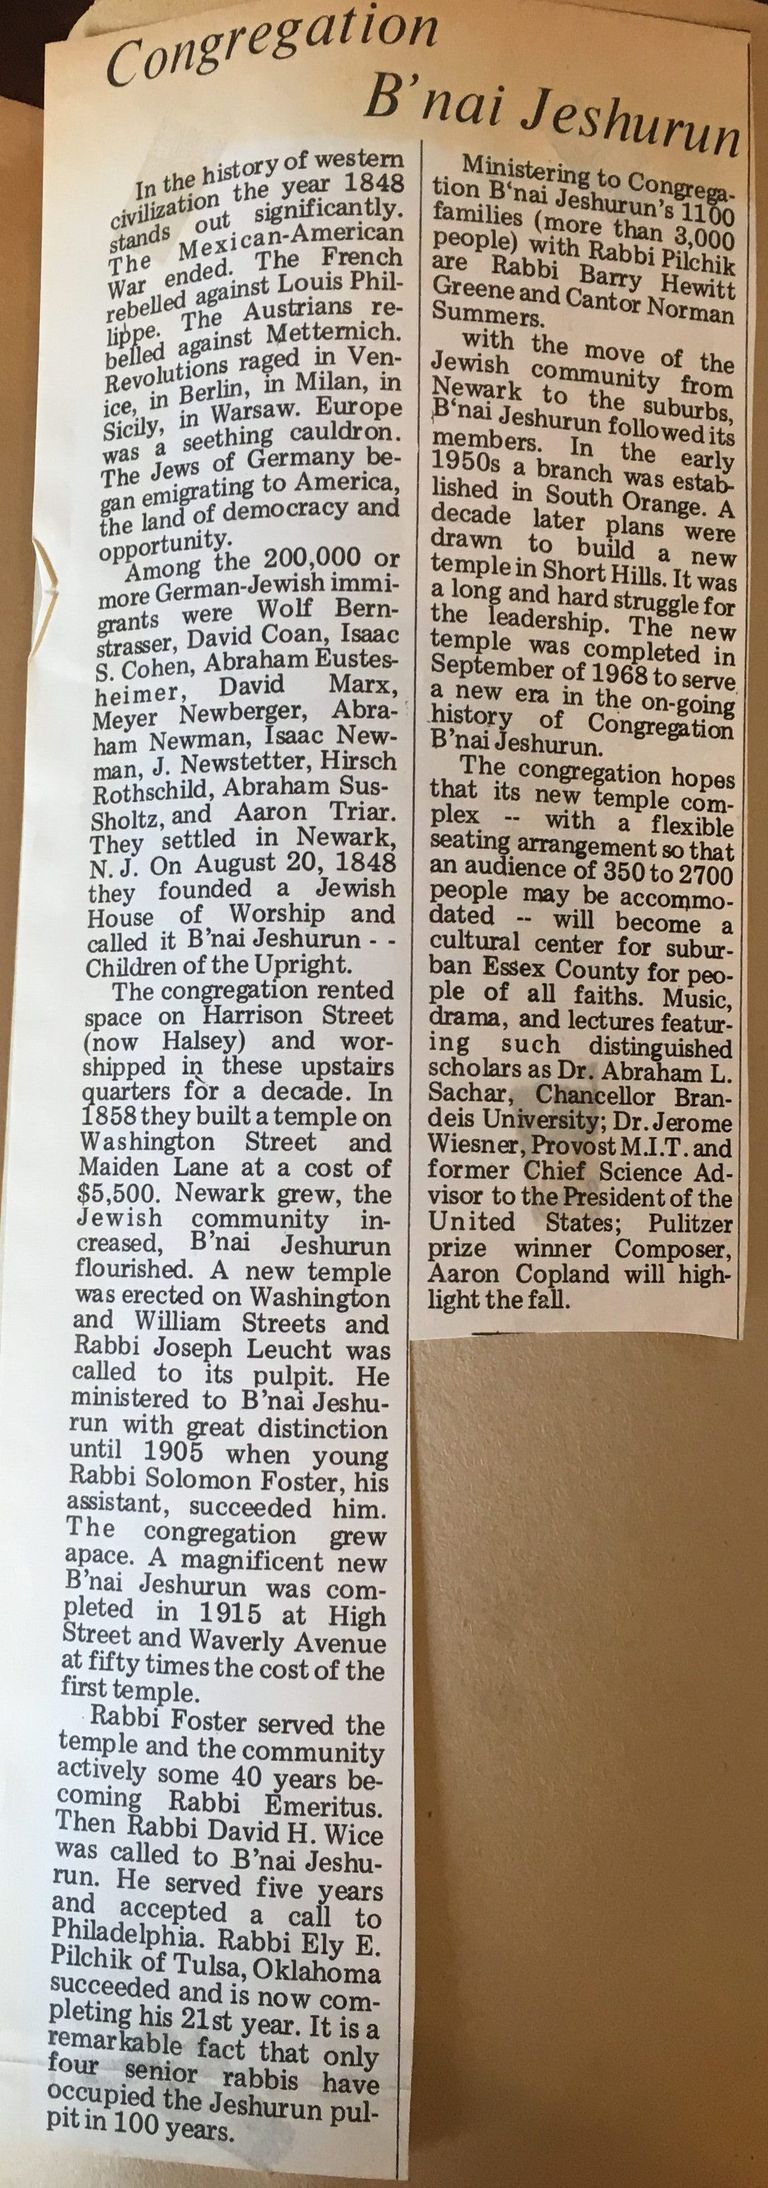 Congregation
B'nai Jeshurun
In the history of western
civilization the year 1848
stands out significantly.
The Mexican-American
War ended. The French
rebelled against Louis Phil-
lippe. The Austrians re-
belled against Metternich.
Revolutions raged in Ven-
ice, in Berlin, in Milan, in
Sicily, in Warsaw. Europe
was a seething cauldron.
The Jews of Germany be-
gan emigrating to America,
the land of democracy and
opportunity.
Among the 200,000 or
more German-Jewish immi-
grants were Wolf Bern-
strasser, David Coan, Isaac
S. Cohen, Abraham Eustes-
heimer, David Marx,
Meyer Newberger, Abra-
ham Newman, Isaac New-
man, J. Newstetter, Hirsch
Rothschild, Abraham Sus-
Sholtz, and Aaron Triar.
They settled in Newark,
N.J. On August 20, 1848
they founded a Jewish
House of Worship and
called it B'nai Jeshurun - -
Children of the Upright.
The congregation rented
space on Harrison Street
(now Halsey) and wor-
shipped in these upstairs
quarters for a decade. In
1858 they built a temple on
Washington Street and
Maiden Lane at a cost of
$5,500. Newark grew, the
Jewish community in-
creased, B'nai Jeshurun
flourished. A new temple
was erected on Washington
and William Streets and
Rabbi Joseph Leucht was
called to its pulpit. He
ministered to B'nai Jeshu-
run with great distinction
until 1905 when young
Rabbi Solomon Foster, his
assistant, succeeded him.
The congregation grew
apace. A magnificent new
B'nai Jeshurun was com-
pleted in 1915 at High
Street and Waverly Avenue
at fifty times the cost of the
first temple.
Rabbi Foster served the
temple and the community
actively some 40 years be-
coming Rabbi Emeritus.
Then Rabbi David H. Wice
was called to B'nai Jeshu-
run. He served five years
and accepted a call to
Philadelphia. Rabbi Ely E.
Pilchik of Tulsa, Oklahoma
succeeded and is now com-
pleting his 21st year. It is a
remarkable fact that only
four senior rabbis have
occupied the Jeshurun pul-
pit in 100 years.
Ministering to Congrega-
tion B'nai Jeshurun's 1100
families (more than 3,000
people) with Rabbi Pilchik
are Rabbi Barry Hewitt
Greene and Cantor Norman
Summers.
with the move of the
Jewish community from
Newark to the suburbs,
B'nai Jeshurun followed its
members. In the early
1950s a branch was estab-
lished in South Orange. A
decade later plans were
drawn to build a new
temple in Short Hills. It was
a long and hard struggle for
the leadership. The new
temple was completed in
September of 1968 to serve
a new era in the on-going
history of Congregation
B'nai Jeshurun.
The congregation hopes
that its new temple com-
plex -- with a flexible
seating arrangement so that
an audience of 350 to 2700
people may be accommo-
dated -- will become a
cultural center for subur-
ban Essex County for peo-
ple of all faiths. Music,
drama, and lectures featur-
ing such distinguished
scholars as Dr. Abraham L.
Sachar, Chancellor Bran-
deis University; Dr. Jerome
Wiesner, Provost M.I.T. and
former Chief Science Ad-
visor to the President of the
United States; Pulitzer
prize winner Composer,
Aaron Copland will high-
light the fall.